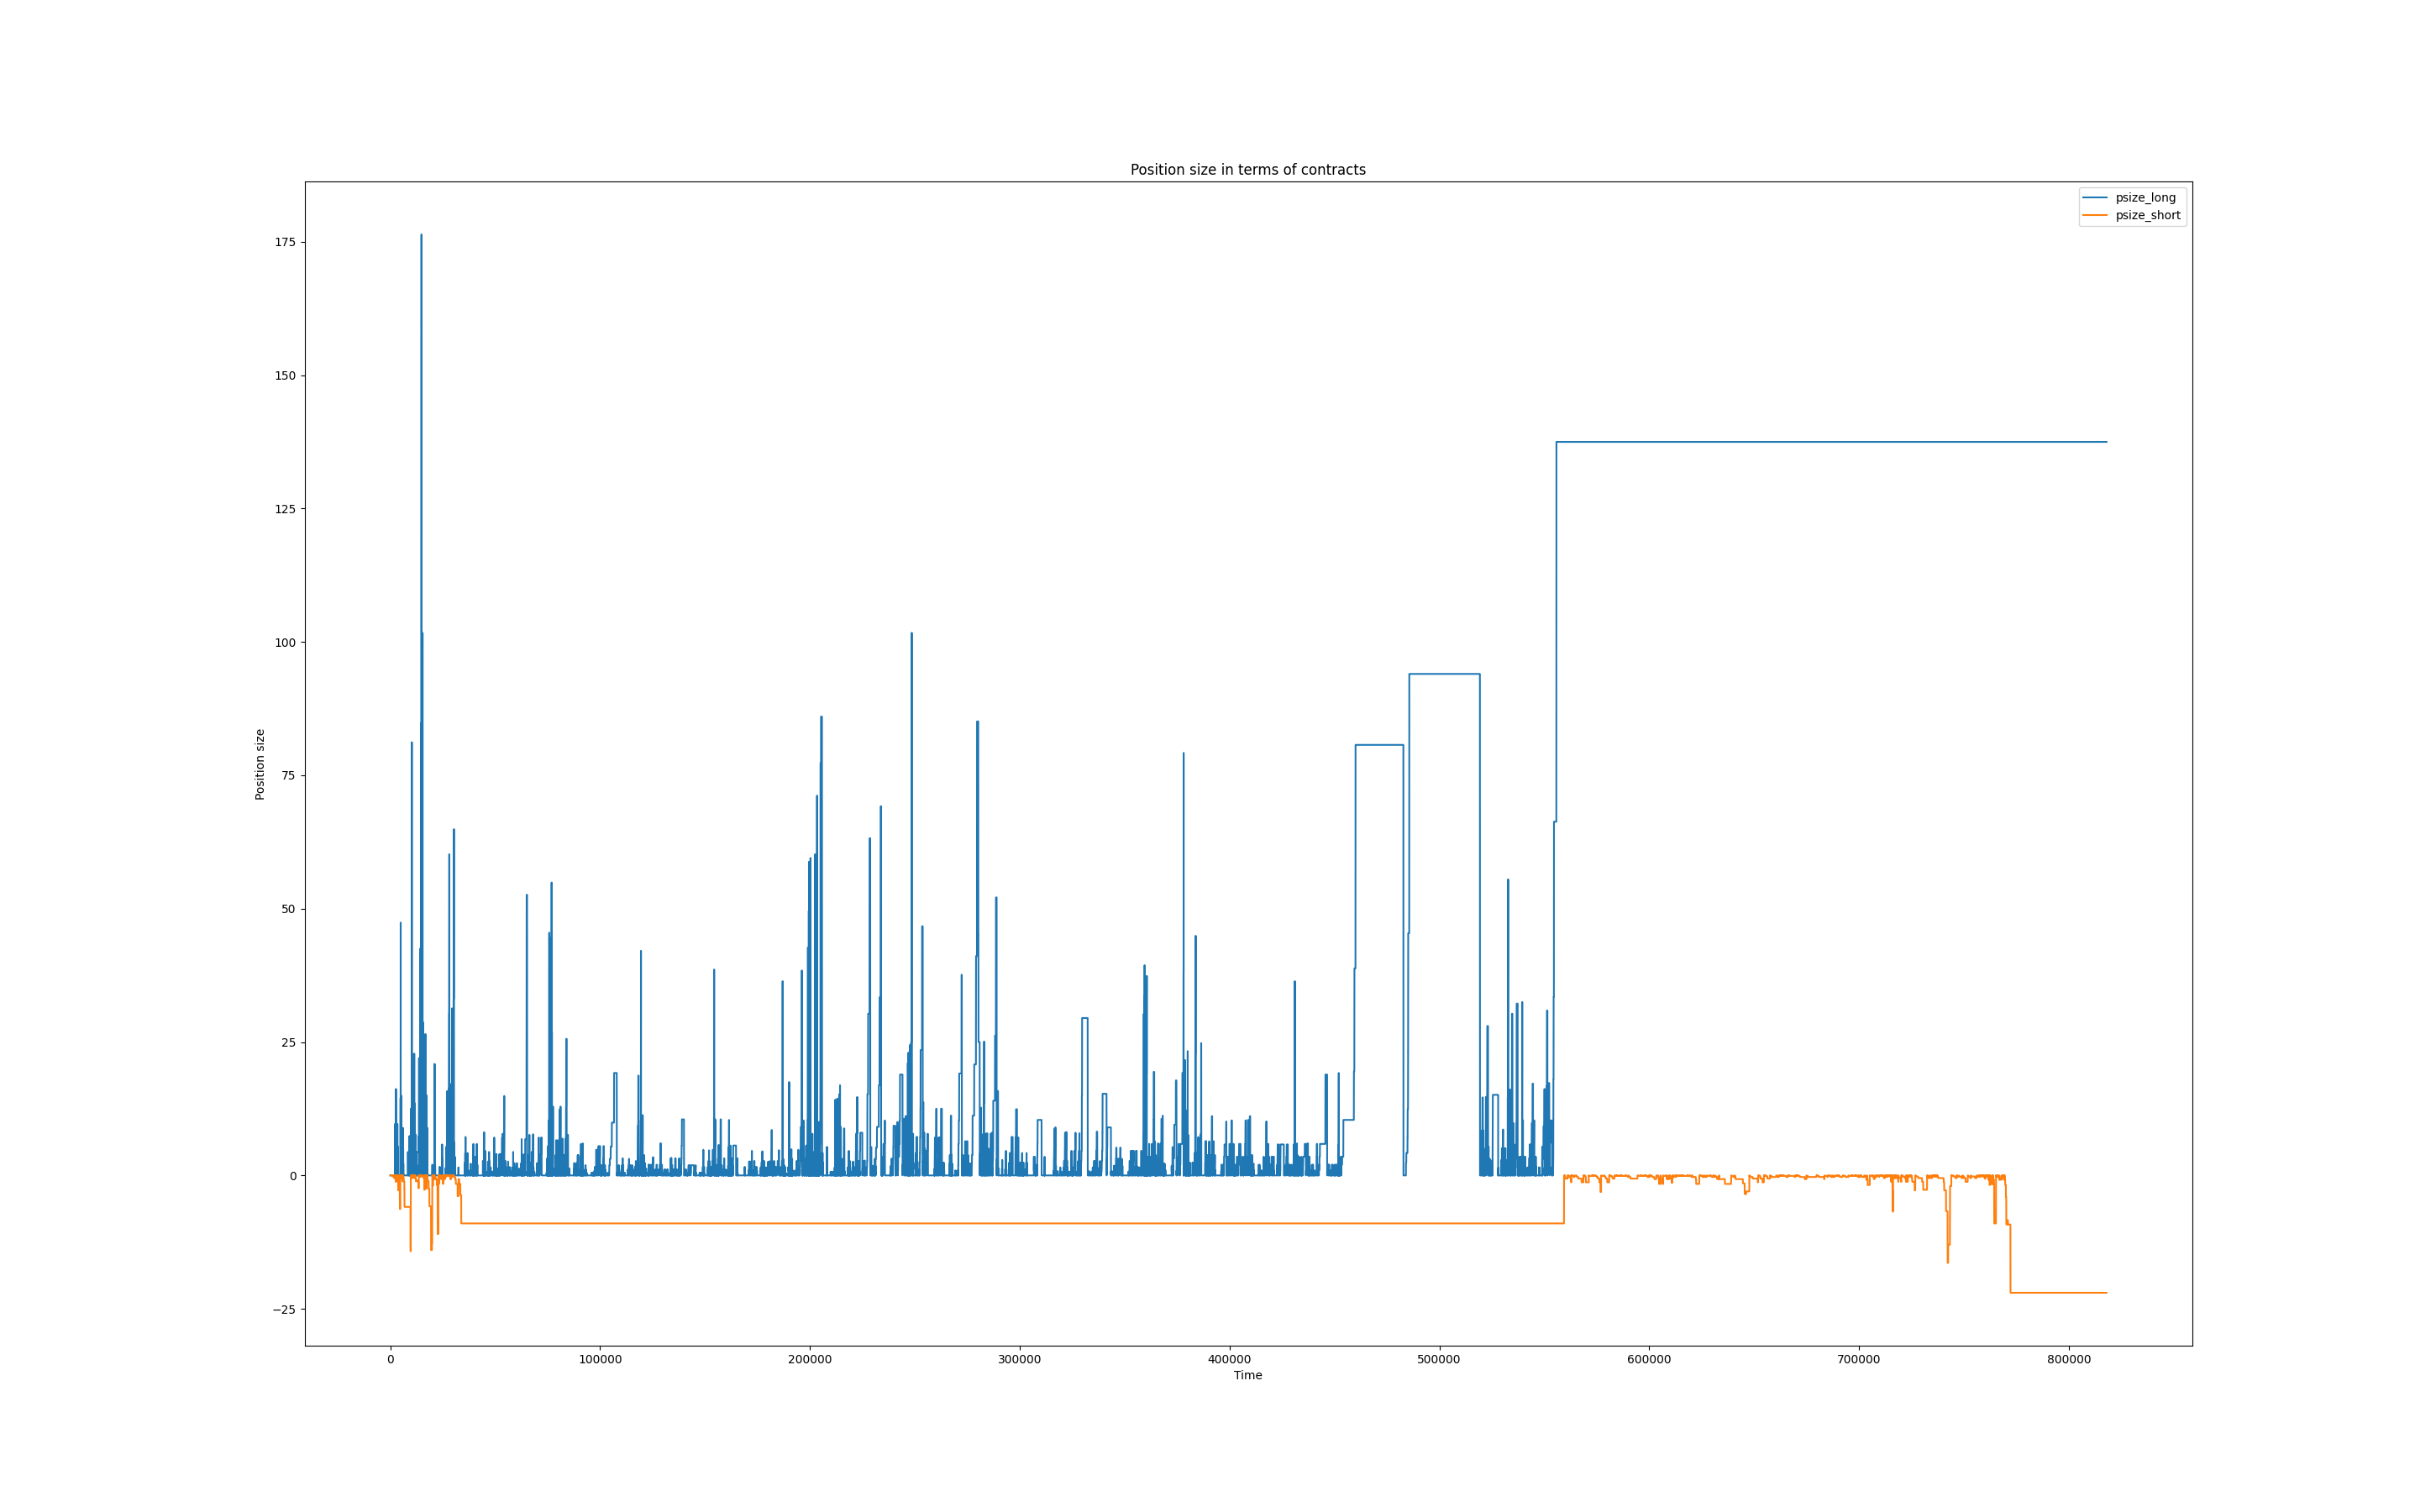 Position size in terms of contracts
psize_long
psize_short
175
150
125
100
75
50
25
0
−25
Position size
0 100000 200000 300000 400000 500000 600000 700000 800000
Time